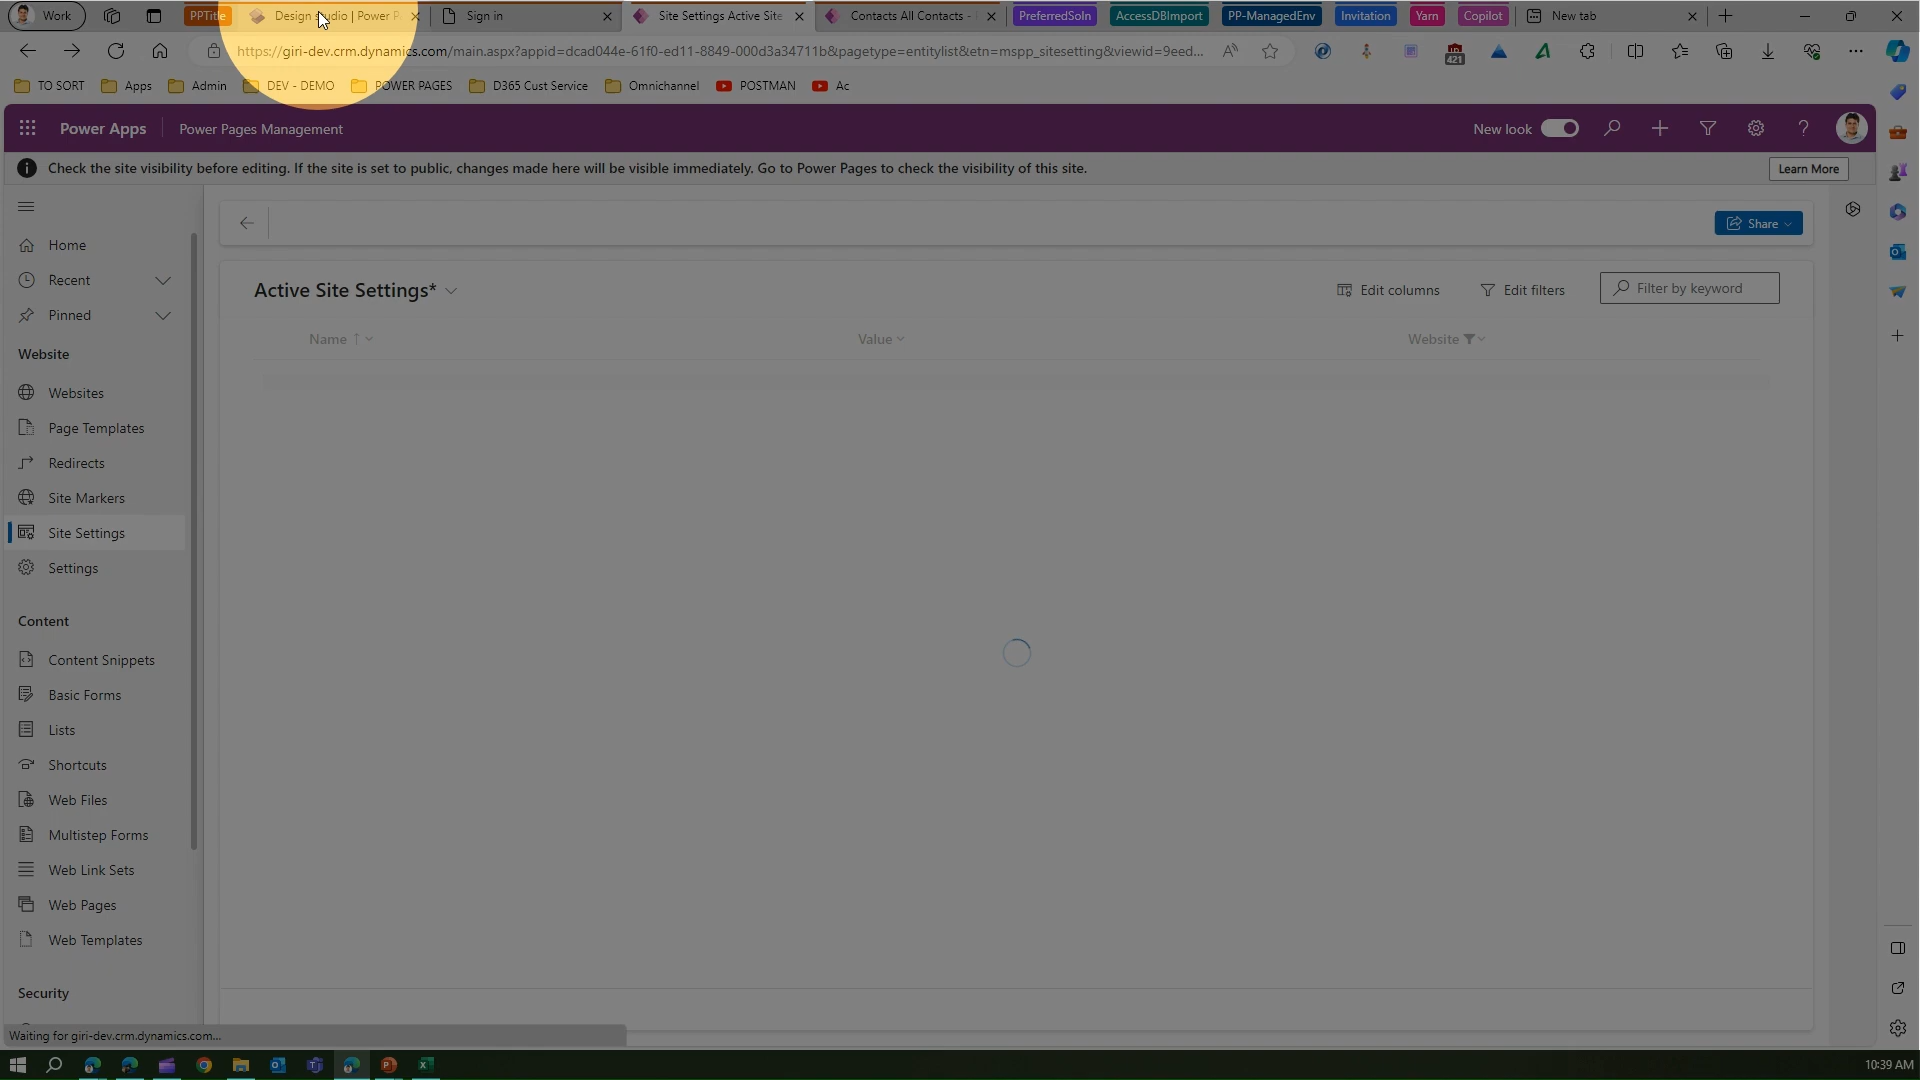 Work
PPTitle
Design Studio | Power P
Sign in
Site Settings Active Site
Contacts All Contacts -
PreferredSoln
AccessDBImport
PP-ManagedEnv
Invitation
Yarn
Copilot
New tab
https://giri-dev.crm.dynamics.com/main.aspx?appid=dcad044e-61f0-ed11-8849-000d3a34711b&pagetype=entitylist&etn=mspp_sitesetting&viewid=9eed...
421
TO SORT
Apps
Admin
DEV - DEMO
POWER PAGES
D365 Cust Service
Omnichannel
POSTMAN
Ac
Power Apps
Power Pages Management
New look
Check the site visibility before editing. If the site is set to public, changes made here will be visible immediately. Go to Power Pages to check the visibility of this site.
Learn More
Share
Home
Recent
Pinned
Website
Websites
Page Templates
Redirects
Site Markers
Site Settings
Settings
Content
Content Snippets
Basic Forms
Lists
Shortcuts
Web Files
Multistep Forms
Web Link Sets
Web Pages
Web Templates
Security
Active Site Settings*
Edit columns
Edit filters
Filter by keyword
Name
Value
Website
Waiting for giri-dev.crm.dynamics.com...
10:39 AM